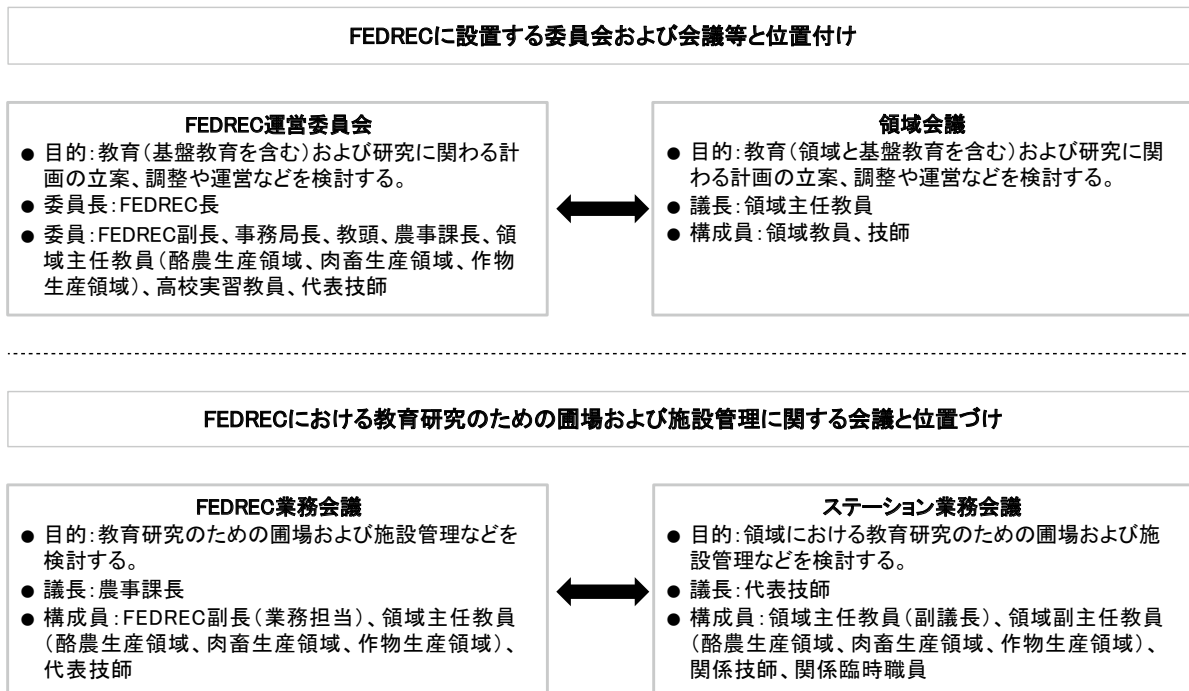 FEDRECに設置する委員会および会議等と位置付け
FEDREC運営委員会
● 目的：教育（基盤教育を含む）および研究に関わる計
画の立案、調整や運営などを検討する。
● 委員長：FEDREC長
● 委員：FEDREC副長、事務局長、教頭、農事課長、領
域主任教員（酪農生産領域、肉畜生産領域、作物
生産領域）、高校実習教員、代表技師
領域会議
● 目的：教育（領域と基盤教育を含む）および研究に関
わる計画の立案、調整や運営などを検討する。
● 議長：領域主任教員
● 構成員：領域教員、技師
FEDRECにおける教育研究のための圃場および施設管理に関する会議と位置づけ
FEDREC業務会議
● 目的：教育研究のための圃場および施設管理などを
検討する。
● 議長：農事課長
● 構成員：FEDREC副長（業務担当）、領域主任教員
（酪農生産領域、肉畜生産領域、作物生産領域）、
代表技師
ステーション業務会議
● 目的：領域における教育研究のための圃場および施
設管理などを検討する。
● 議長：代表技師
● 構成員：領域主任教員（副議長）、領域副主任教員
（酪農生産領域、肉畜生産領域、作物生産領域）、
関係技師、関係臨時職員